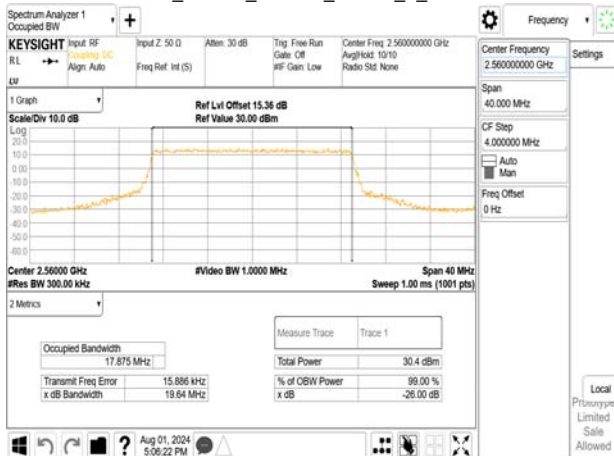 Spectrum Analyzer 1
Occupied BW
KEYSIGHT
RL
Input: RF
Coupling: DC
Align: Auto
Input Z: 50 Ω
Freq Ref: Int (S)
Atten: 30 dB
Trig: Free Run
Gate: Off
#IF Gain: Low
Center Freq: 2.560000000 GHz
Avg|Hold: 10/10
Radio Std: None
1 Graph
Scale/Div 10.0 dB
Ref Lvl Offset 15.36 dB
Ref Value 30.00 dBm
Log
20.0
10.0
0.00
-10.0
-20.0
-30.0
-40.0
-50.0
-60.0
Center 2.56000 GHz
#Res BW 300.00 kHz
#Video BW 1.0000 MHz
Span 40 MHz
Sweep 1.00 ms (1001 pts)
2 Metrics
Measure Trace
Trace 1
Occupied Bandwidth
17.875 MHz
Total Power
30.4 dBm
Transmit Freq Error
15.886 kHz
% of OBW Power
99.00 %
x dB Bandwidth
19.64 MHz
x dB
-26.00 dB
?
Aug 01, 2024
5:06:22 PM
Frequency
Center Frequency
2.560000000 GHz
Settings
Span
40.000 MHz
CF Step
4.000000 MHz
Auto
Man
Freq Offset
0 Hz
Local
Prototype
Limited
Sale
Allowed